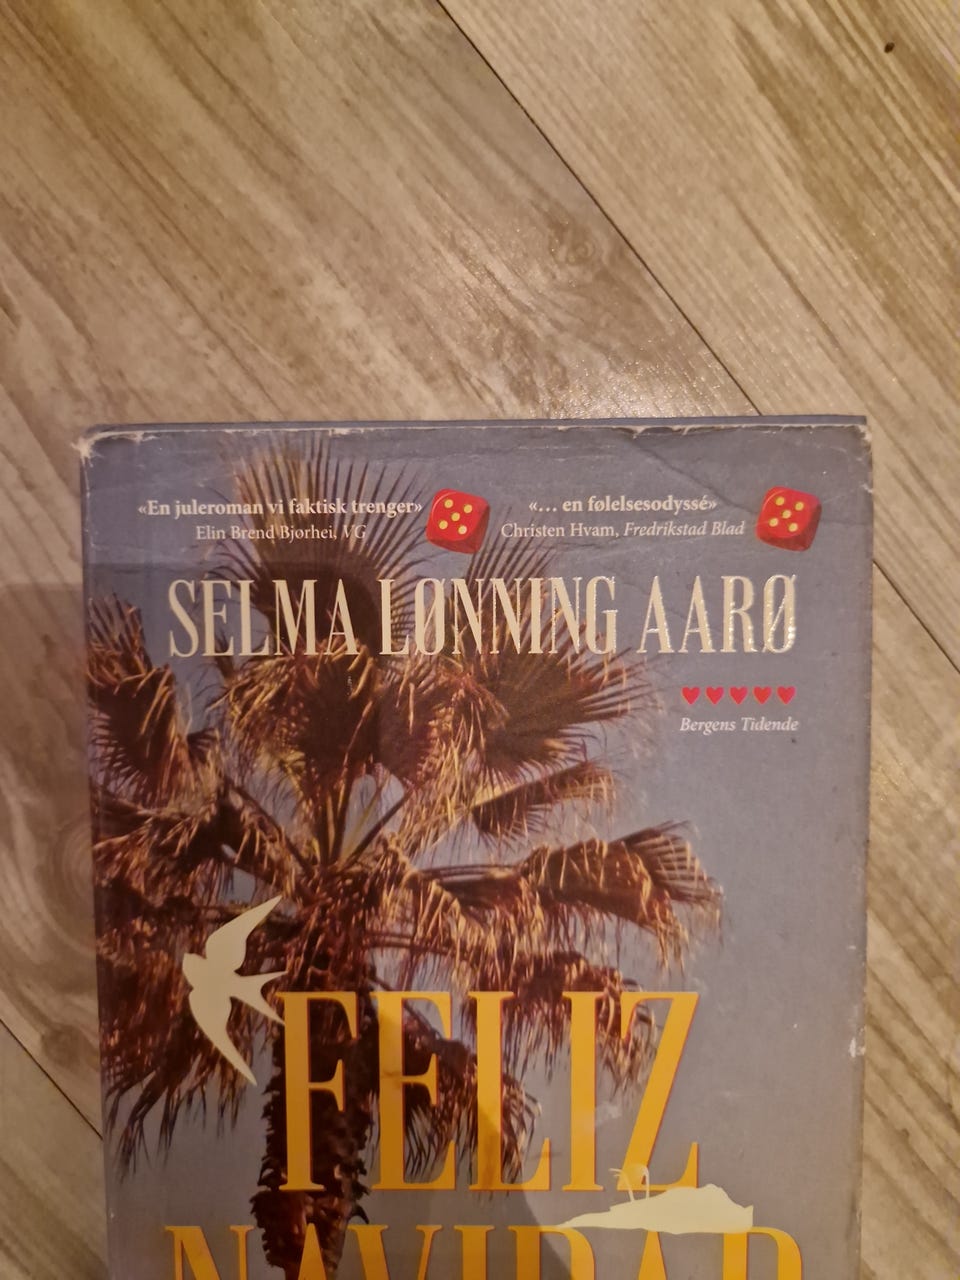 «En juleroman vi faktisk trenger»
Elin Brend Bjørhei, VG
«... en følelsesodyssé»
Christen Hvam, Fredrikstad Blad
SELMA LØNNING AARØ
♥♥♥♥♥
Bergens Tidende
FELIZ
NAVIDAD